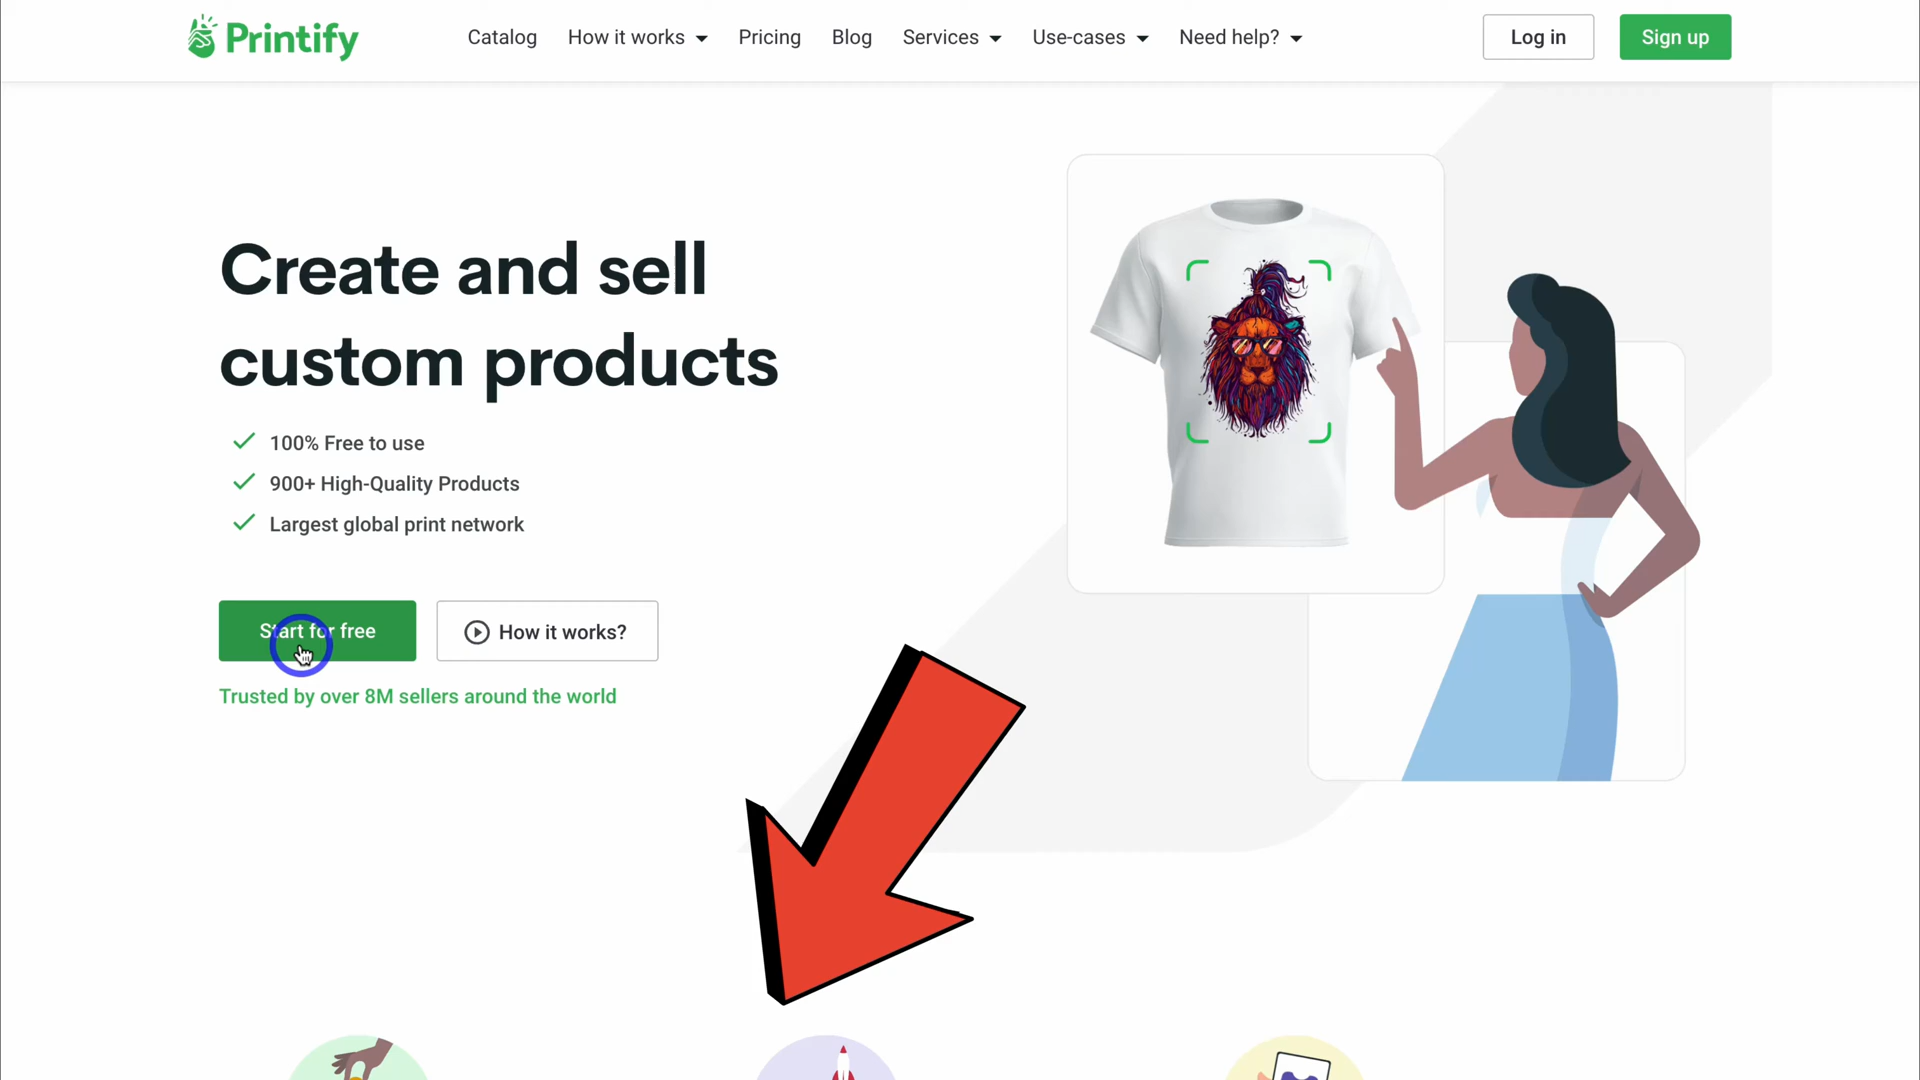 Printify
Catalog
How it works
Pricing
Blog
Services
Use-cases
Need help?
Log in
Sign up
Create and sell
custom products
100% Free to use
900+ High-Quality Products
Largest global print network
Start for free
How it works?
Trusted by over 8M sellers around the world